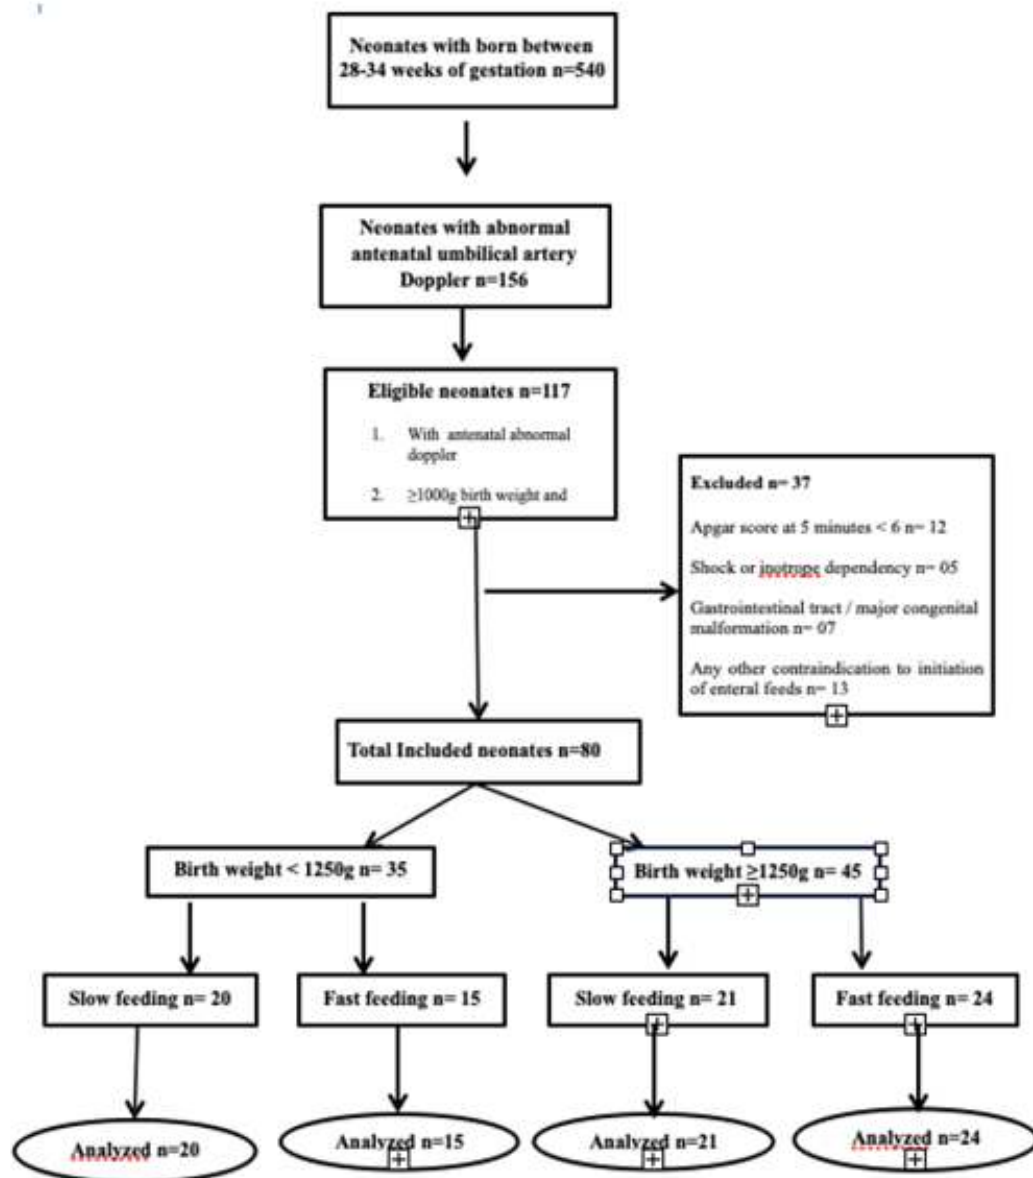 Neonates with born between
28-34 weeks of gestation n=540
Neonates with abnormal
antenatal umbilical artery
Doppler n=156
Eligible neonates n=117
1. With antenatal abnormal
doppler
2. ≥1000g birth weight and
Excluded n= 37
Apgar score at 5 minutes < 6 n= 12
Shock or inotrope dependency n= 05
Gastrointestinal tract / major congenital
malformation n= 07
Any other contraindication to initiation
of enteral feeds n= 13
Total Included neonates n=80
Birth weight < 1250g n= 35
Birth weight ≥1250g n= 45
Slow feeding n= 20
Fast feeding n= 15
Slow feeding n= 21
Fast feeding n= 24
Analyzed n=20
Analyzed n=15
Analyzed n=21
Analyzed n=24